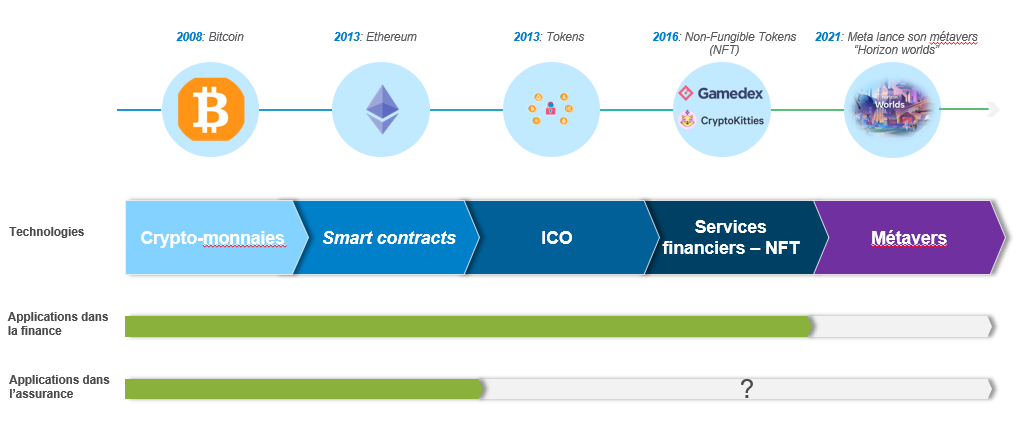 2008: Bitcoin
2013: Ethereum
2013: Tokens
2016: Non-Fungible Tokens
(NFT)
2021: Meta lance son métavers
“Horizon worlds”
Gamedex
CryptoKitties
Worlds
Technologies
Crypto-monnaies
Smart contracts
ICO
Services
financiers – NFT
Métavers
Applications dans
la finance
Applications dans
l’assurance
?